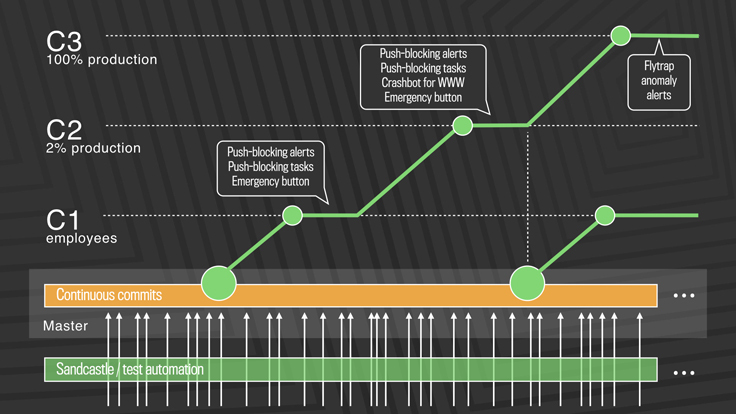 C3
100% production
Push-blocking alerts
Push-blocking tasks
Crashbot for WWW
Emergency button
Flytrap
anomaly
alerts
C2
2% production
Push-blocking alerts
Push-blocking tasks
Emergency button
C1
employees
Continuous commits
...
Master
Sandcastle / test automation
...